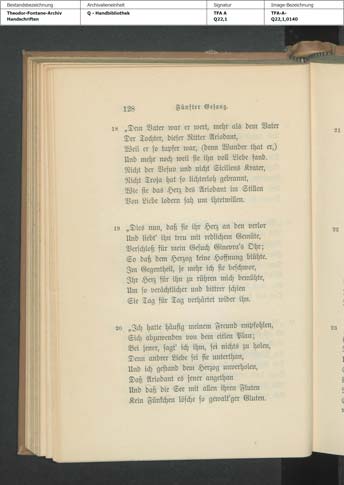 Bestandsbezeichnung Archivalieneinheit Signatur Image-Bezeichnung
Theodor-Fontane-Archiv Q - Handbibliothek TFA A TFA-A-
Handschriften Q22,1 Q22,1,0140
128 Fünfter Gesang.
18 „Dem Vater war er wert, mehr als dem Vater
Der Tochter, dieser Ritter Ariodant,
Weil er so tapfer war, (denn Wunder that er,)
Und mehr noch weil sie ihn voll Liebe fand.
Nicht der Vesuv und nicht Siciliens Krater,
Nicht Troja hat so lichterloh gebrannt,
Wie sie das Herz des Ariodant im Stillen
Von Liebe lodern sah um ihretwillen.
19 „Dies nun, daß sie ihr Herz an den verlor
Und liebt' ihn treu mit redlichem Gemüte,
Verschloß für mein Gesuch Ginevra's Ohr;
So daß dem Herzog keine Hoffnung blühte.
Im Gegentheil, je mehr ich sie beschwor,
Ihr Herz für ihn zu rühren mich bemühte,
Um so verächtlicher und bittrer schien
Sie Tag für Tag verhärtet wider ihn.
20 „Ich hatte häufig meinem Freund empfohlen,
Sich abzuwenden von dem eitlen Plan;
Bei jener, sagt' ich ihm, sei nichts zu holen,
Denn andrer Liebe sei sie unterthan,
Und ich gestand dem Herzog unverholen,
Daß Ariodant es jener angethan
Und daß die See mit allen ihren Fluten
Kein Fünkchen lösche so gewalt'ger Gluten.
21
22
23